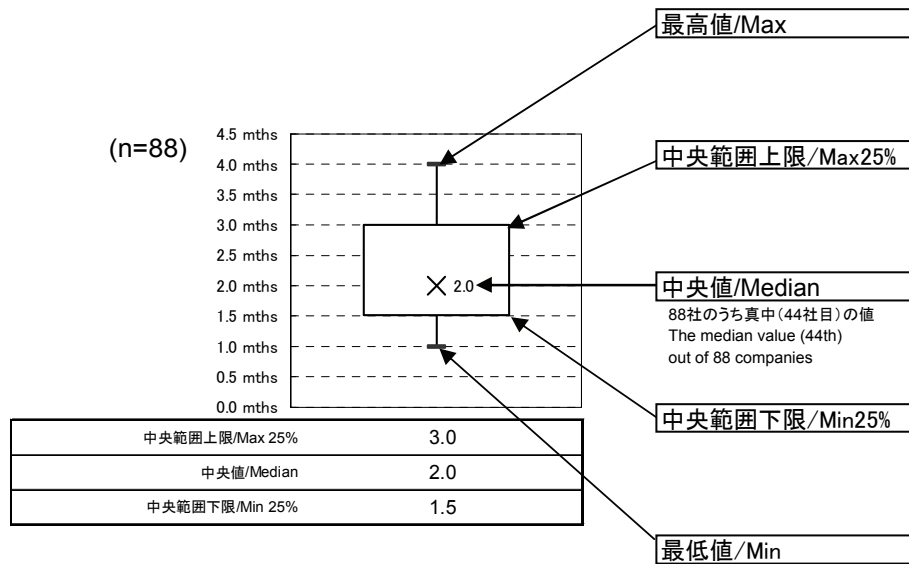 最高値/Max
(n=88)
4.5 mths
4.0 mths
3.5 mths
3.0 mths
2.5 mths
2.0 mths
1.5 mths
1.0 mths
0.5 mths
0.0 mths
2.0
中央範囲上限/Max25%
中央値/Median
88社のうち真中(44社目)の値
The median value (44th)
out of 88 companies
中央範囲下限/Min25%
中央範囲上限/Max 25% 3.0
中央値/Median 2.0
中央範囲下限/Min 25% 1.5
最低値/Min